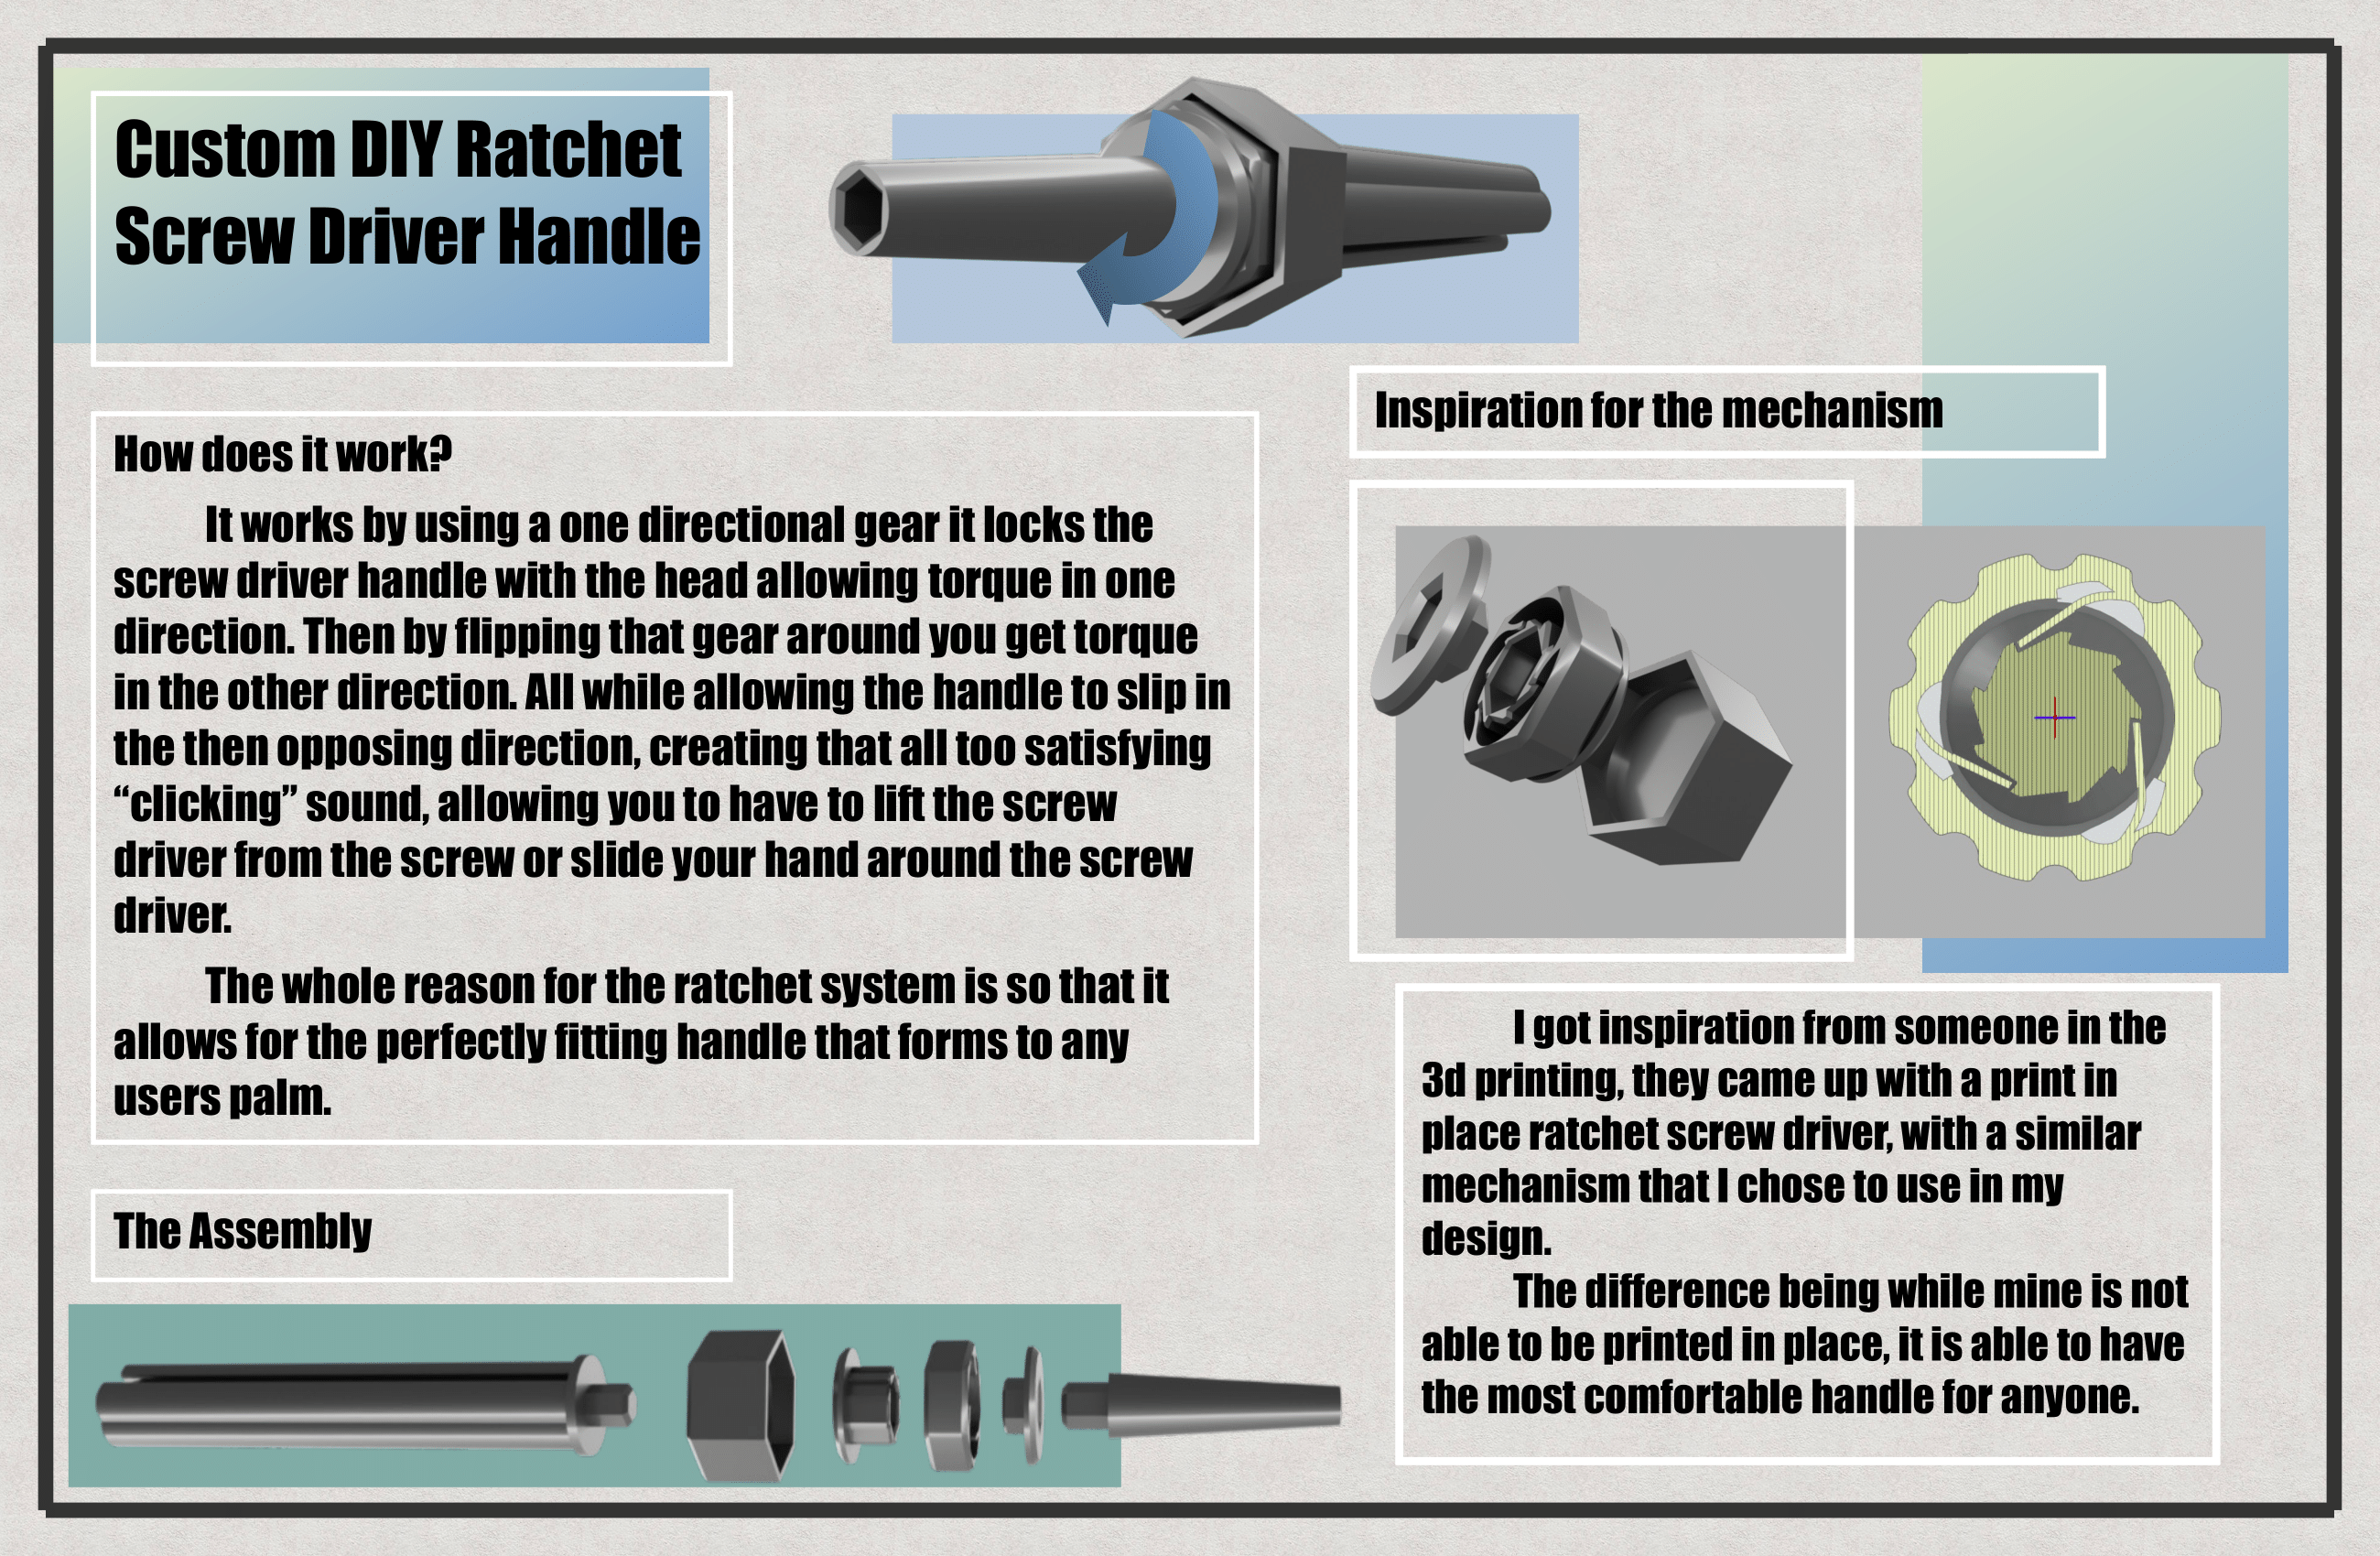 Custom DIY Ratchet
Screw Driver Handle
How does it work?
It works by using a one directional gear it locks the
screw driver handle with the head allowing torque in one
direction. Then by flipping that gear around you get torque
in the other direction. All while allowing the handle to slip in
the then opposing direction, creating that all too satisfying
“clicking” sound, allowing you to have to lift the screw
driver from the screw or slide your hand around the screw
driver.
The whole reason for the ratchet system is so that it
allows for the perfectly fitting handle that forms to any
users palm.
The Assembly
Inspiration for the mechanism
I got inspiration from someone in the
3d printing, they came up with a print in
place ratchet screw driver, with a similar
mechanism that I chose to use in my
design.
The difference being while mine is not
able to be printed in place, it is able to have
the most comfortable handle for anyone.